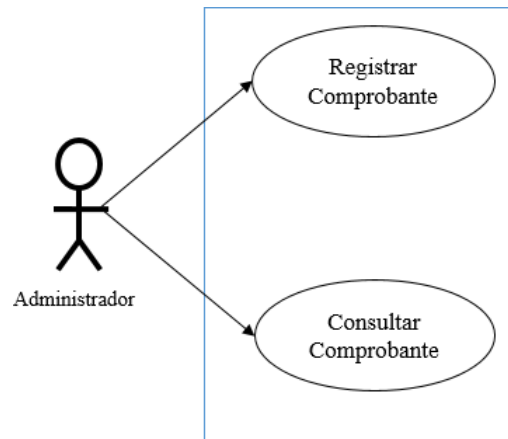 Registrar
Comprobante
Administrador
Consultar
Comprobante